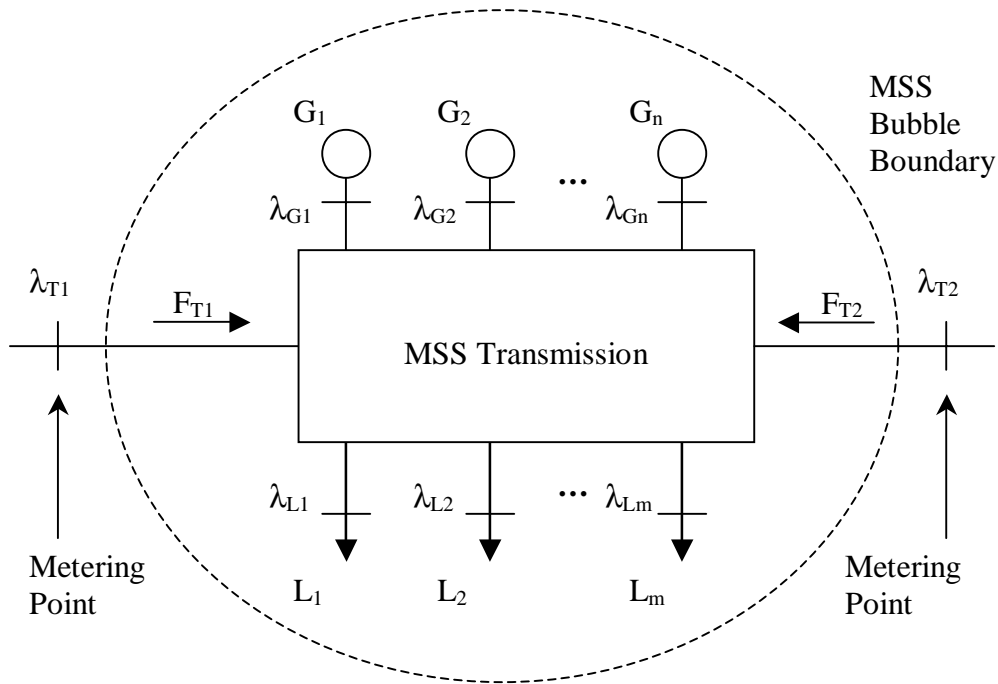 MSS
Bubble
Boundary
G₁ G₂ Gₙ
...
λG1 λG2 λGn
λT1 λT2
FT1 FT2
MSS Transmission
λL1 λL2 ... λLm
Metering
Point
Metering
Point
L₁ L₂ Lₘ